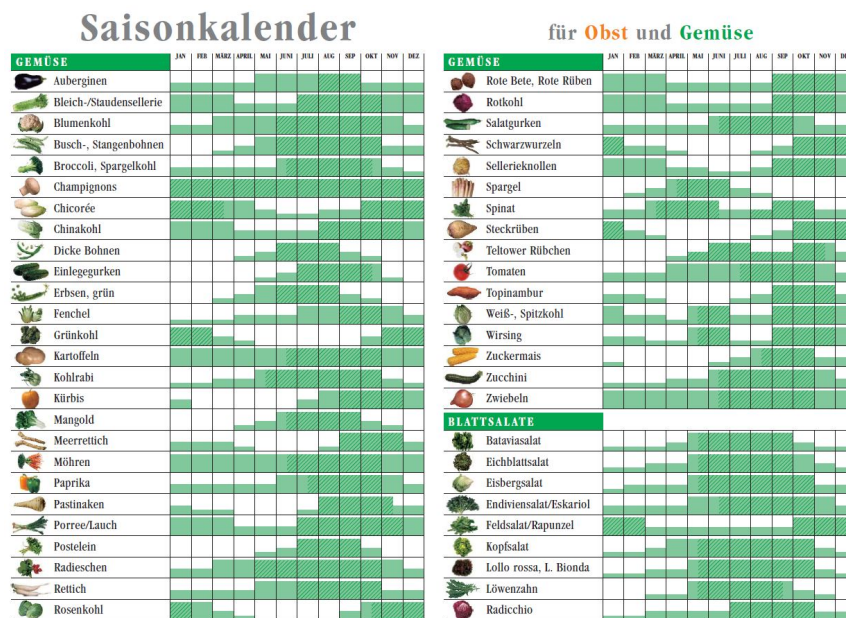 Saisonkalender
für Obst und Gemüse
GEMÜSE JAN FEB MÄRZ APRIL MAI JUNI JULI AUG SEP OKT NOV DEZ
Auberginen
Bleich-/Staudensellerie
Blumenkohl
Busch-, Stangenbohnen
Broccoli, Spargelkohl
Champignons
Chicorée
Chinakohl
Dicke Bohnen
Einlegegurken
Erbsen, grün
Fenchel
Grünkohl
Kartoffeln
Kohlrabi
Kürbis
Mangold
Meerrettich
Möhren
Paprika
Pastinaken
Porree/Lauch
Postelein
Radieschen
Rettich
Rosenkohl
GEMÜSE JAN FEB MÄRZ APRIL MAI JUNI JULI AUG SEP OKT NOV DE
Rote Bete, Rote Rüben
Rotkohl
Salatgurken
Schwarzwurzeln
Sellerieknollen
Spargel
Spinat
Steckrüben
Teltower Rübchen
Tomaten
Topinambur
Weiß-, Spitzkohl
Wirsing
Zuckermais
Zucchini
Zwiebeln
BLATTSALATE
Bataviasalat
Eichblattsalat
Eisbergsalat
Endiviensalat/Eskariol
Feldsalat/Rapunzel
Kopfsalat
Lollo rossa, L. Bionda
Löwenzahn
Radicchio